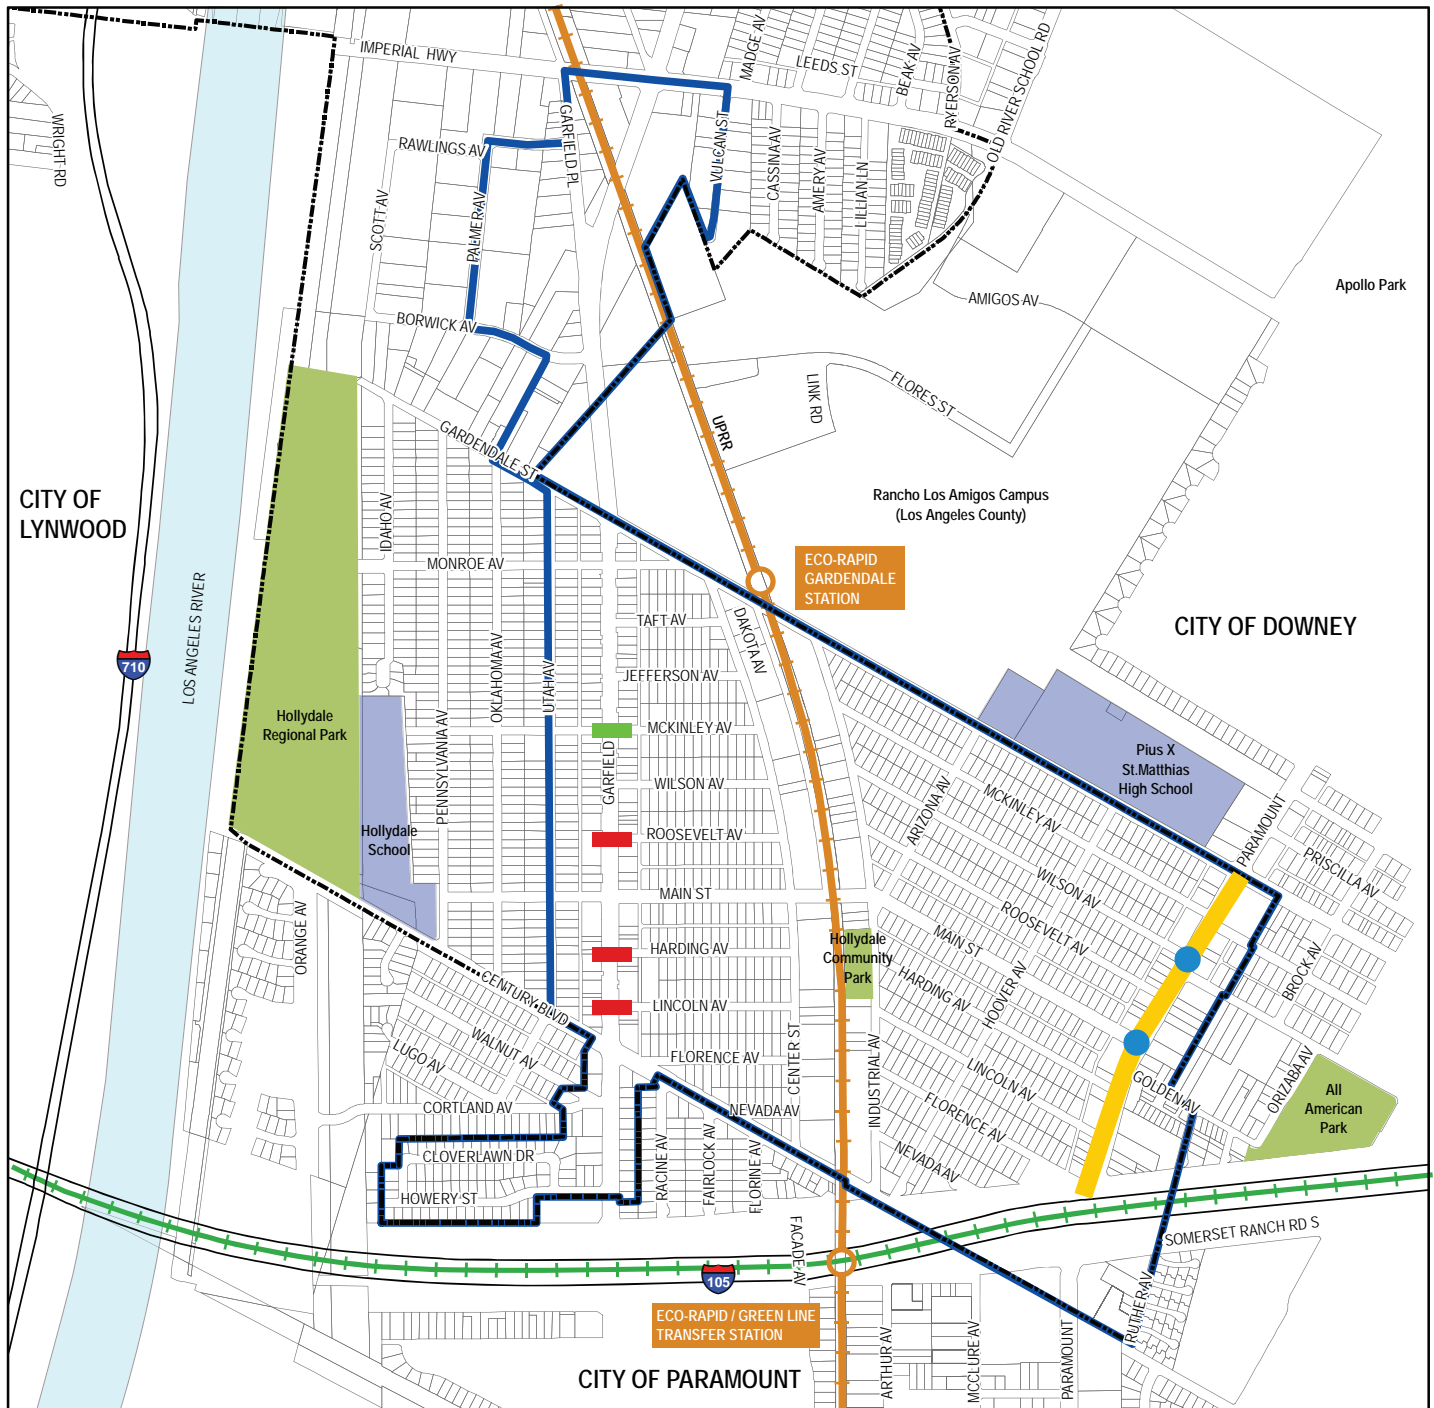 IMPERIAL HWY
MADGE AV
LEEDS ST
BEAK AV
RYERSON AV
OLD RIVER SCHOOL RD
WRIGHT RD
RAWLINGS AV
GARFIELD PL
VULCAN ST
CASSINA AV
AMERY AV
LILLIAN LN
SCOTT AV
PALMER AV
BORWICK AV
AMIGOS AV
Apollo Park
LINK RD
FLORES ST
UPRR
GARDENDALE ST
CITY OF
LYNWOOD
Rancho Los Amigos Campus
(Los Angeles County)
IDAHO AV
MONROE AV
ECO-RAPID
GARDENDALE
STATION
LOS ANGELES RIVER
710
TAFT AV
DAKOTA AV
CITY OF DOWNEY
JEFFERSON AV
OKLAHOMA AV
UTAH AV
PENNSYLVANIA AV
Hollydale
Regional Park
MCKINLEY AV
GARFIELD
WILSON AV
Pius X
St.Matthias
High School
ARIZONA AV
MCKINLEY AV
PARAMOUNT
PRISCILLA AV
Hollydale
School
ROOSEVELT AV
WILSON AV
ROOSEVELT AV
MAIN ST
ORANGE AV
HARDING AV
Hollydale
Community
Park
MAIN ST
HARDING AV
HOOVER AV
BROCK AV
CENTURY BLVD
LINCOLN AV
WALNUT AV
LUGO AV
FLORENCE AV
CENTER ST
INDUSTRIAL AV
LINCOLN AV
GOLDEN AV
ORIZABA AV
All
American
Park
CORTLAND AV
NEVADA AV
FLORENCE AV
CLOVERLAWN DR
RACINE AV
FAIRLOCK AV
FLORINE AV
NEVADA AV
HOWERY ST
FACADE AV
SOMERSET RANCH RD S
105
ECO-RAPID / GREEN LINE
TRANSFER STATION
ARTHUR AV
MCCLURE AV
PARAMOUNT
RUTHER AV
CITY OF PARAMOUNT